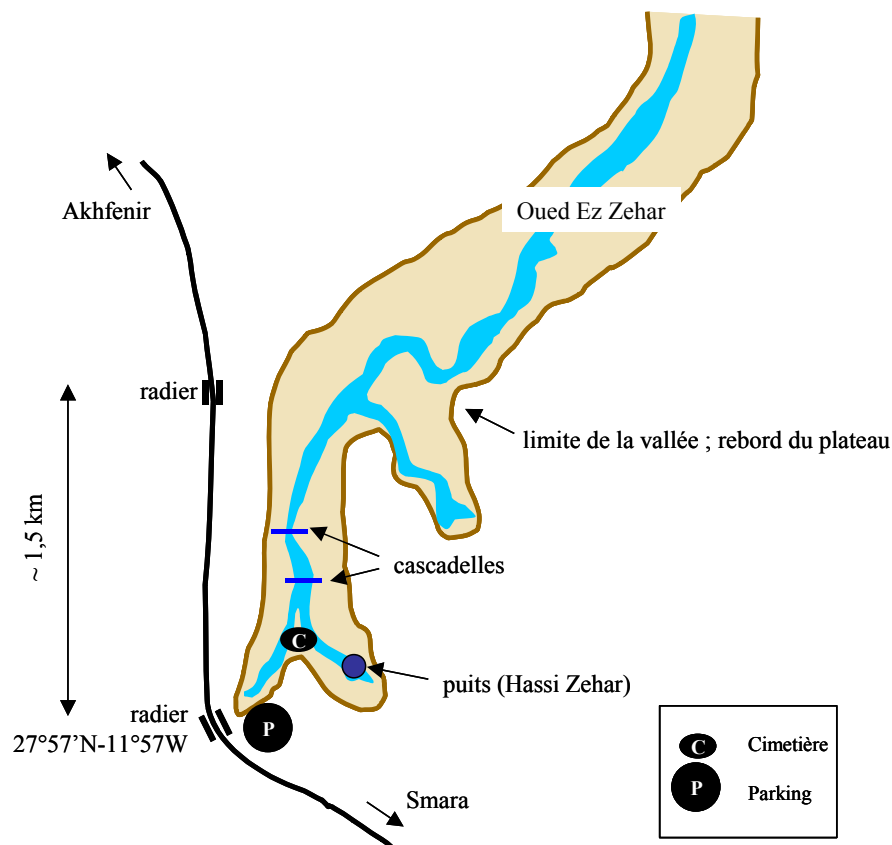 Oued Ez Zehar
Akhfenir
radier
limite de la vallée ; rebord du plateau
~ 1,5 km
cascadelles
C
puits (Hassi Zehar)
radier
27°57’N-11°57W
P
Smara
C Cimetière
P Parking